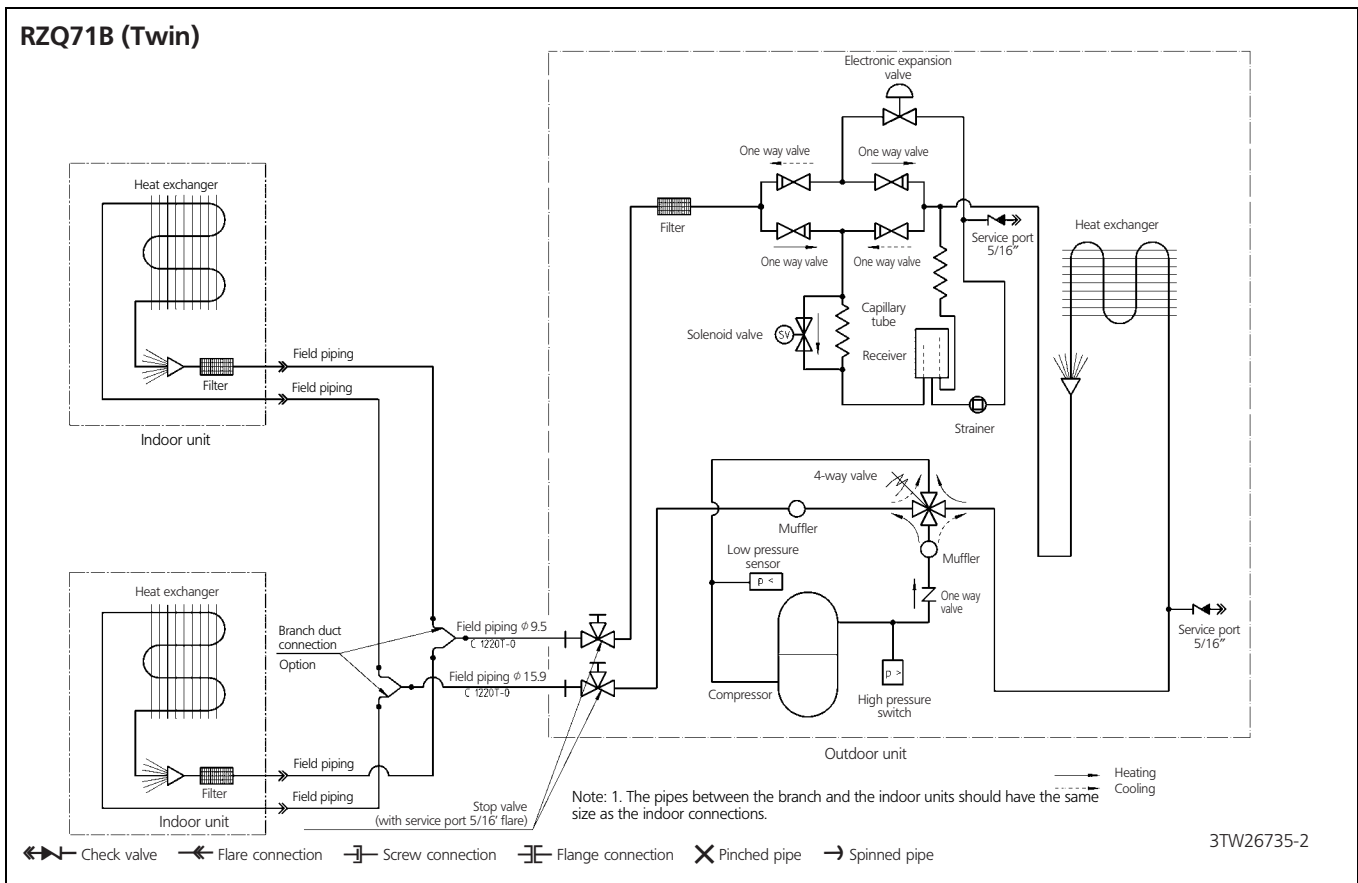 RZQ71B (Twin)
Electronic expansion
valve
One way valve
One way valve
Heat exchanger
Filter
Service port
5/16″
Heat exchanger
One way valve
One way valve
Capillary
tube
Solenoid valve
SV
Receiver
Field piping
Filter
Field piping
Strainer
Indoor unit
4-way valve
Muffler
Low pressure
sensor
Muffler
p <
Heat exchanger
One way
valve
Branch duct
connection
Option
Field piping ϕ 9.5
C 1220T-0
Service port
5/16″
Field piping ϕ 15.9
C 1220T-0
p >
Compressor
High pressure
switch
Outdoor unit
Field piping
Filter
Field piping
Heating
Cooling
Indoor unit
Stop valve
(with service port 5/16' flare)
Note: 1. The pipes between the branch and the indoor units should have the same
size as the indoor connections.
3TW26735-2
Check valve
Flare connection
Screw connection
Flange connection
Pinched pipe
Spinned pipe